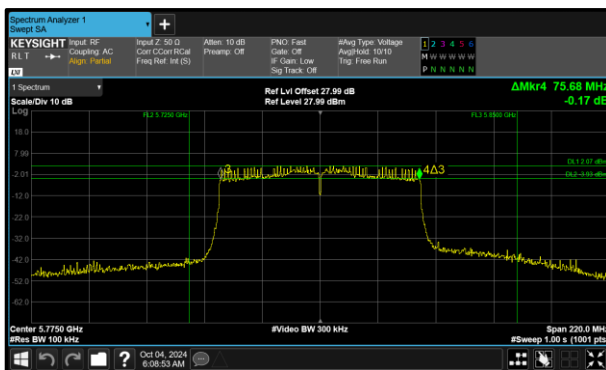 Spectrum Analyzer 1
Swept SA
KEYSIGHT Input: RF
RLT
Coupling: AC
Align: Partial
Input Z: 50 Ω
Corr CCorr RCal
Freq Ref: Int (S)
Atten: 10 dB
Preamp: Off
PNO: Fast
Gate: Off
IF Gain: Low
Sig Track: Off
#Avg Type: Voltage
Avg|Hold: 10/10
Trig: Free Run
1 2 3 4 5 6
M W W W W W
P N N N N N
LXI
1 Spectrum
Scale/Div 10 dB
Ref Lvl Offset 27.99 dB
Ref Level 27.99 dBm
ΔMkr4 75.68 MHz
-0.17 dB
Log
FL2 5.7250 GHz
FL3 5.8500 GHz
18.0
7.99
-2.01
-12.0
-22.0
-32.0
-42.0
-52.0
-62.0
DL1 2.07 dBm
DL2 -3.93 dBm
3
4Δ3
Center 5.7750 GHz
#Res BW 100 kHz
#Video BW 300 kHz
Span 220.0 MHz
#Sweep 1.00 s (1001 pts)
Oct 04, 2024
6:08:53 AM